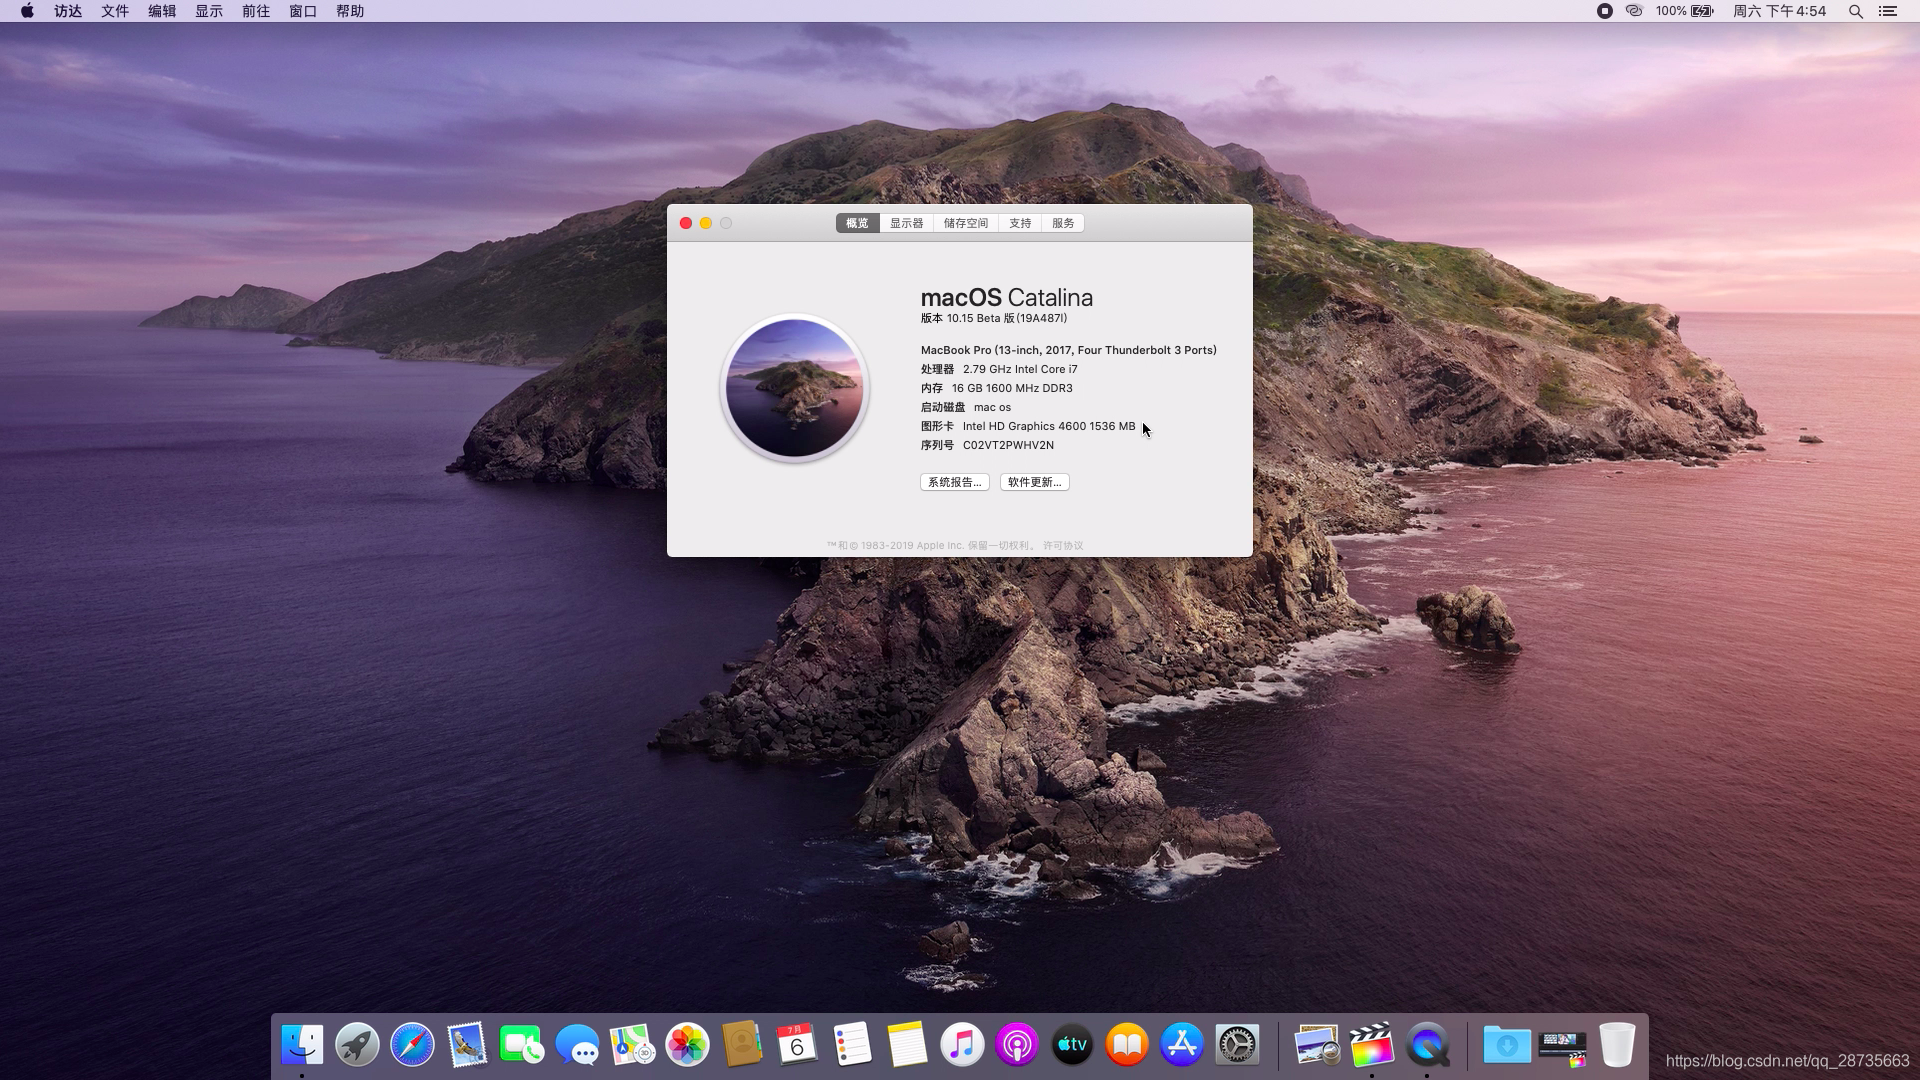 访达 文件 编辑 显示 前往 窗口 帮助 100% 周六 下午4:54
概览 显示器 储存空间 支持 服务
macOS Catalina
版本 10.15 Beta 版(19A487l)
MacBook Pro (13-inch, 2017, Four Thunderbolt 3 Ports)
处理器 2.79 GHz Intel Core i7
内存 16 GB 1600 MHz DDR3
启动磁盘 mac os
图形卡 Intel HD Graphics 4600 1536 MB
序列号 C02VT2PWHV2N
系统报告... 软件更新...
™和© 1983-2019 Apple Inc. 保留一切权利。 许可协议
7月
6
3D
tv
https://blog.csdn.net/qq_28735663